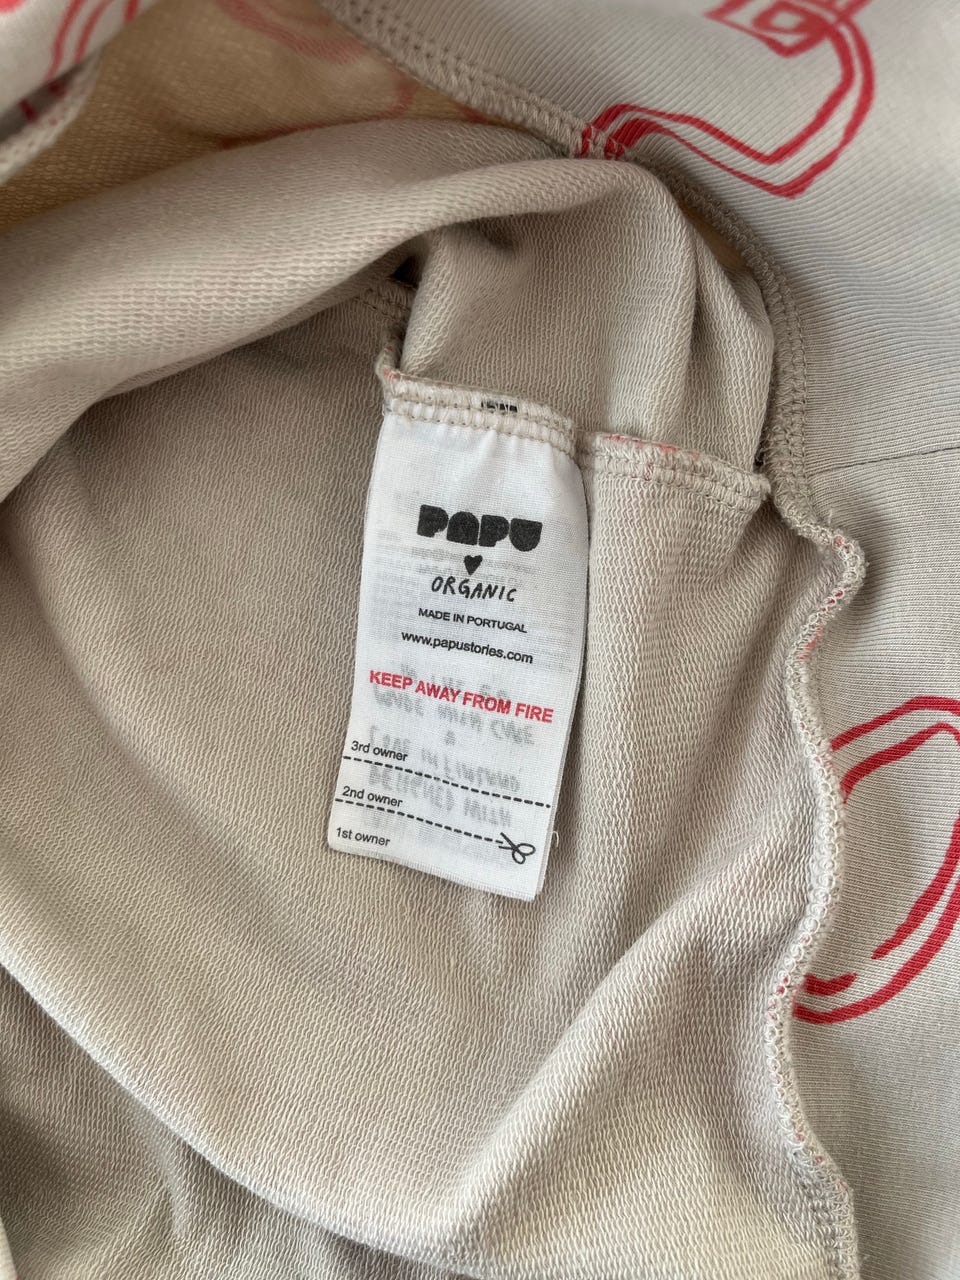 PAPU
ORGANIC
MADE IN PORTUGAL
www.papustories.com
KEEP AWAY FROM FIRE
3rd owner
2nd owner
1st owner